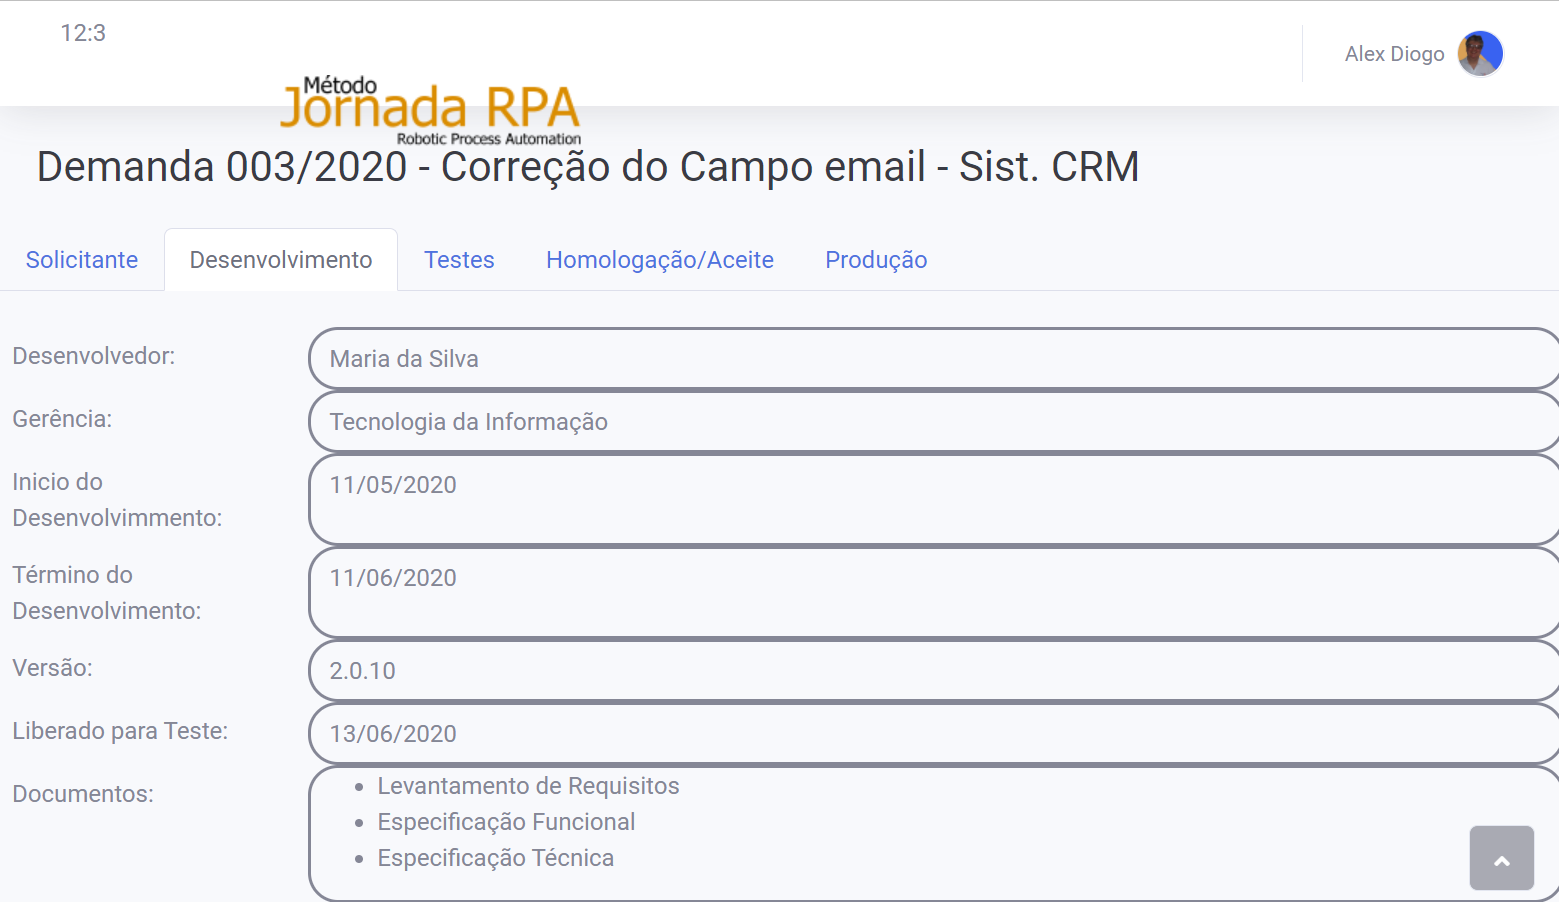 12:3
Alex Diogo
Método
Jornada RPA
Robotic Process Automation
Demanda 003/2020 - Correção do Campo email - Sist. CRM
Solicitante Desenvolvimento Testes Homologação/Aceite Produção
Desenvolvedor: Maria da Silva
Gerência: Tecnologia da Informação
Inicio do 11/05/2020
Desenvolvimmento:
Término do 11/06/2020
Desenvolvimento:
Versão: 2.0.10
Liberado para Teste: 13/06/2020
Documentos: • Levantamento de Requisitos
• Especificação Funcional
• Especificação Técnica